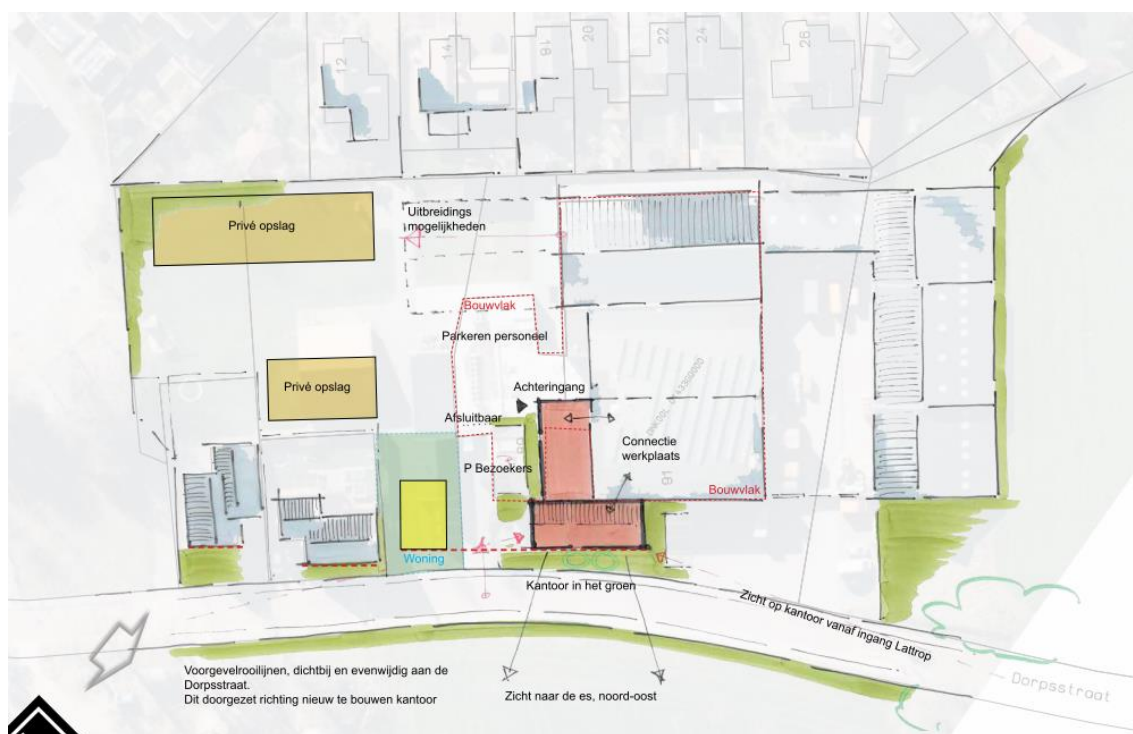 12
14
18
20
22
24
26
Privé opslag
Uitbreidings
mogelijkheden
Bouwvlak
Parkeren personeel
Privé opslag
Achteringang
Afsluitbaar
Connectie
werkplaats
P Bezoekers
16
Bouwvlak
Woning
Kantoor in het groen
Zicht op kantoor vanaf ingang Lattrop
Voorgevelrooilijnen, dichtbij en evenwijdig aan de
Dorpsstraat.
Dit doorgezet richting nieuw te bouwen kantoor
Zicht naar de es, noord-oost
Dorpsstraat